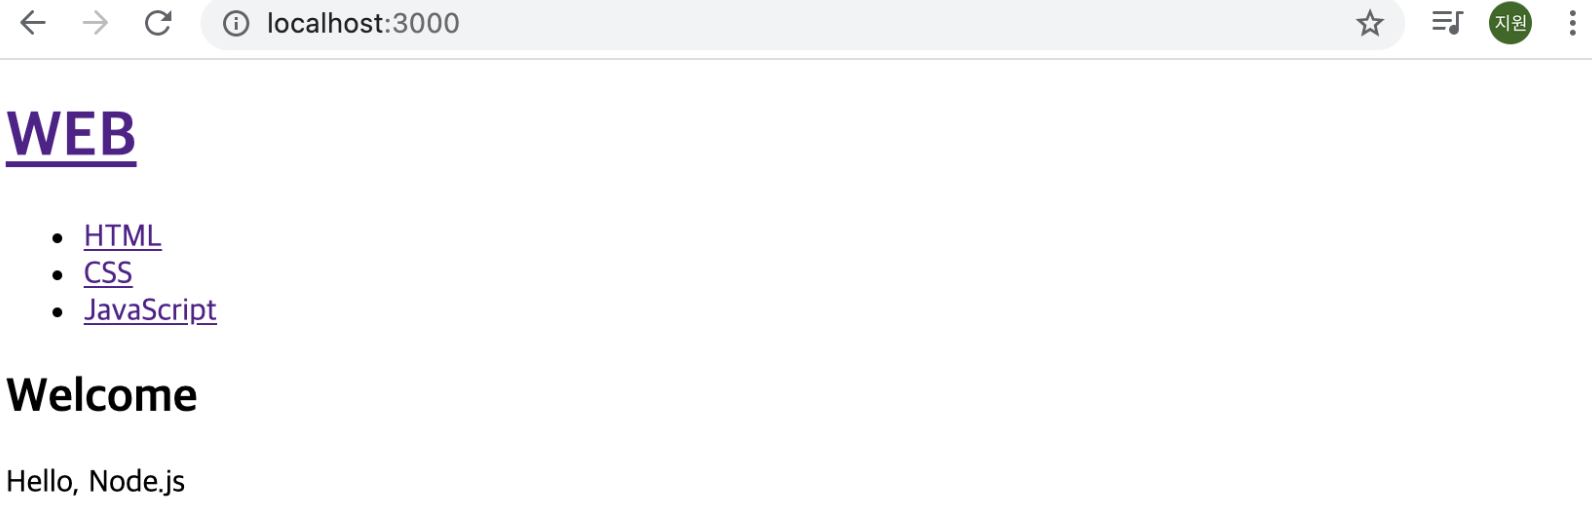 localhost:3000
지원
WEB
HTML
CSS
JavaScript
Welcome
Hello, Node.js